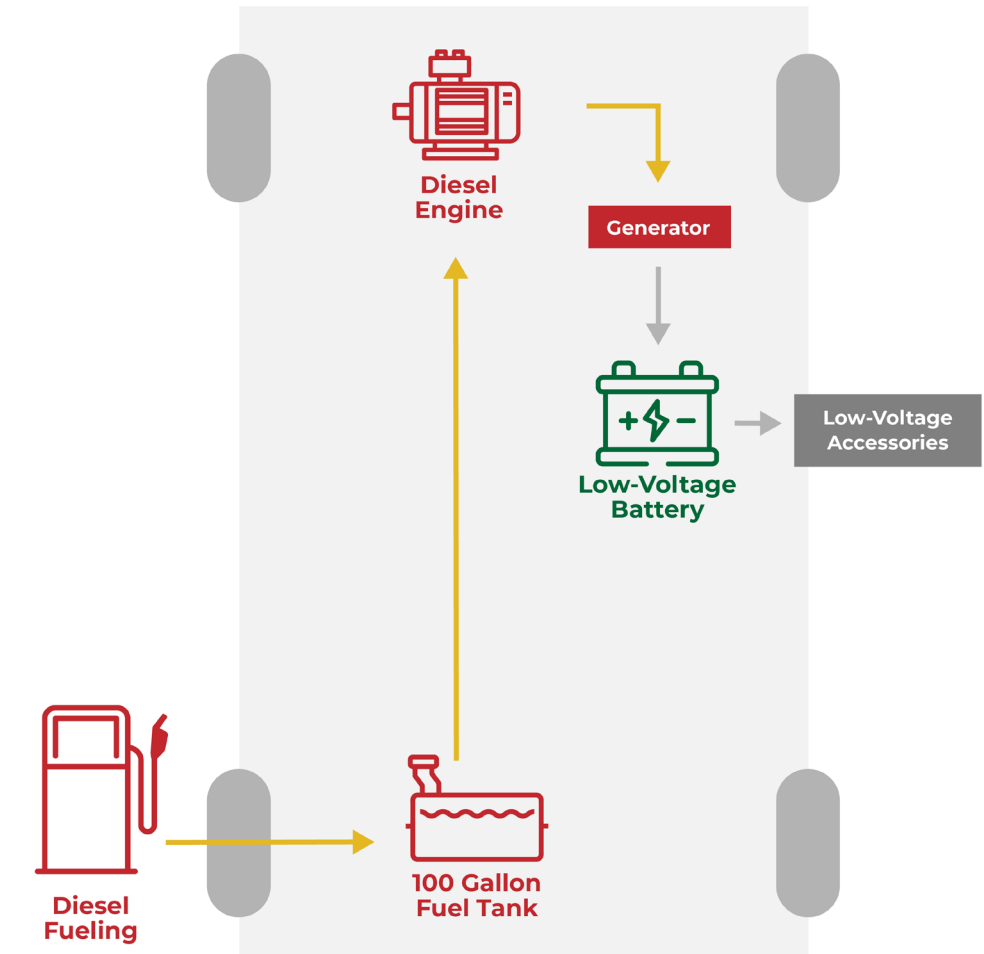 Diesel
Engine
Generator
Low-Voltage
Accessories
Low-Voltage
Battery
100 Gallon
Fuel Tank
Diesel
Fueling